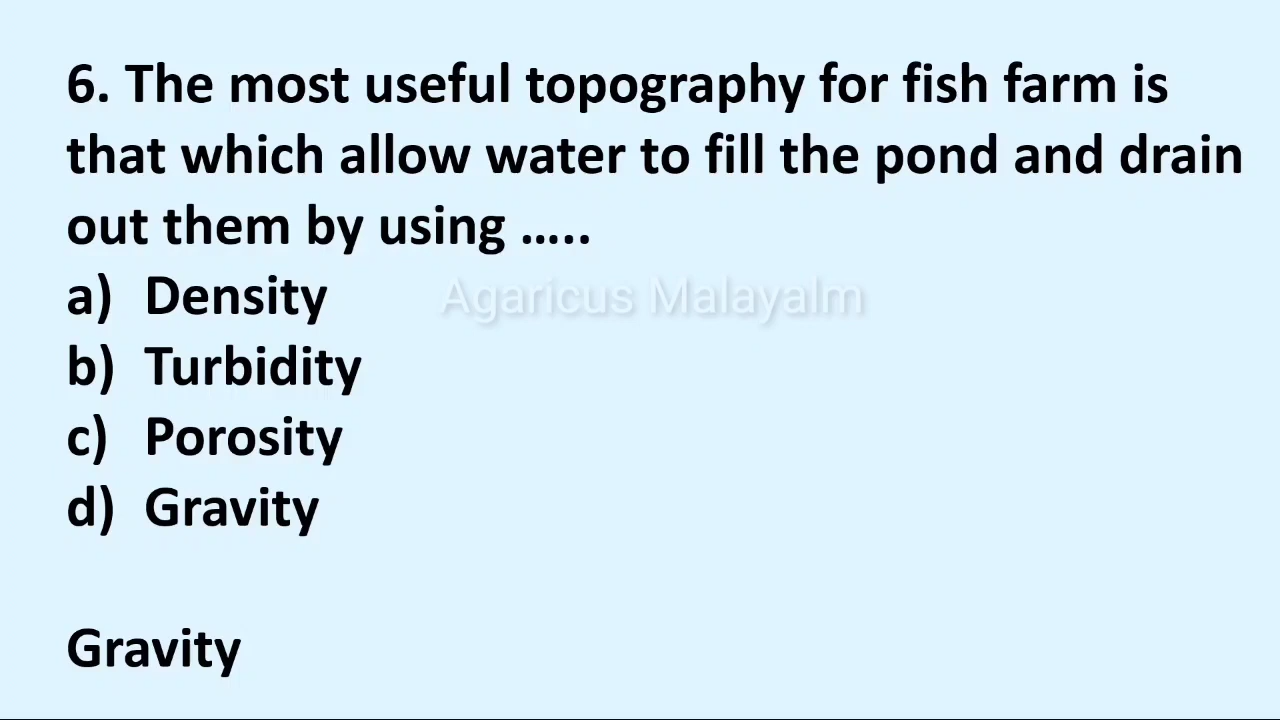 6. The most useful topography for fish farm is
that which allow water to fill the pond and drain
out them by using …..
a) Density
Agaricus Malayalm
b) Turbidity
c) Porosity
d) Gravity
Gravity